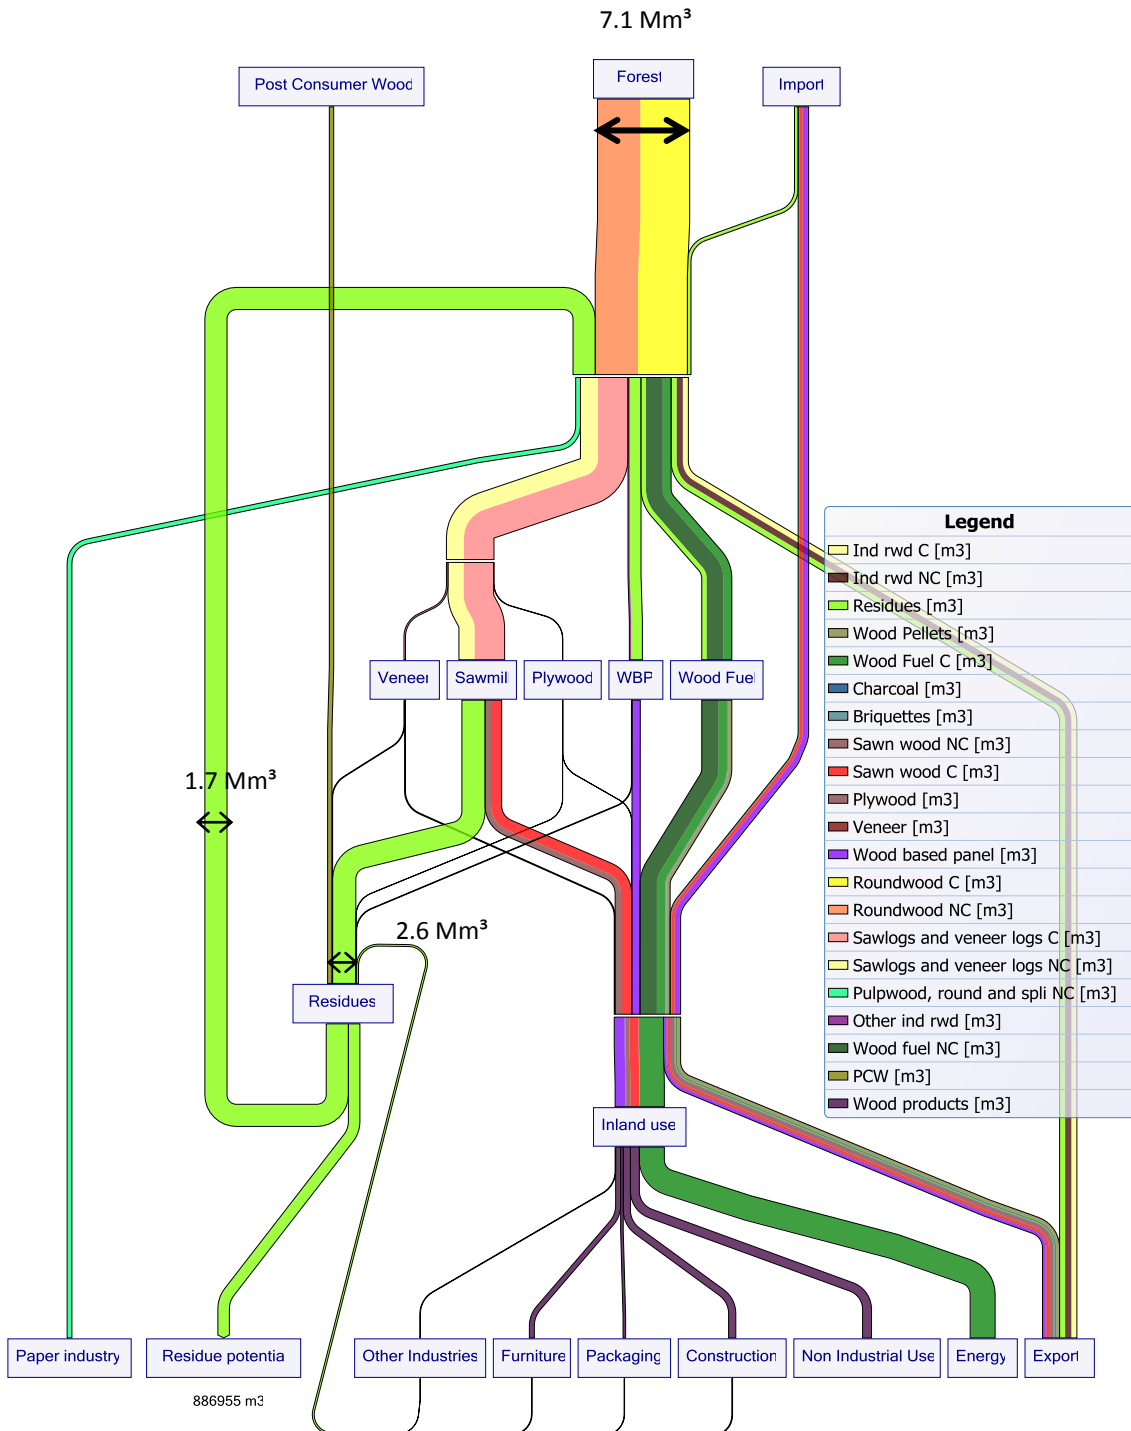 7.1 Mm³
Post Consumer Wood
Forest
Import
Legend
Ind rwd C [m3]
Ind rwd NC [m3]
Residues [m3]
Wood Pellets [m3]
Wood Fuel C [m3]
Charcoal [m3]
Briquettes [m3]
Sawn wood NC [m3]
Sawn wood C [m3]
Plywood [m3]
Veneer [m3]
Wood based panel [m3]
Roundwood C [m3]
Roundwood NC [m3]
Sawlogs and veneer logs C [m3]
Sawlogs and veneer logs NC [m3]
Pulpwood, round and spli NC [m3]
Other ind rwd [m3]
Wood fuel NC [m3]
PCW [m3]
Wood products [m3]
Veneer
Sawmill
Plywood
WBP
Wood Fuel
1.7 Mm³
2.6 Mm³
Residues
Inland use
Paper industry
Residue potentia
Other Industries
Furniture
Packaging
Construction
Non Industrial Use
Energy
Export
886955 m3